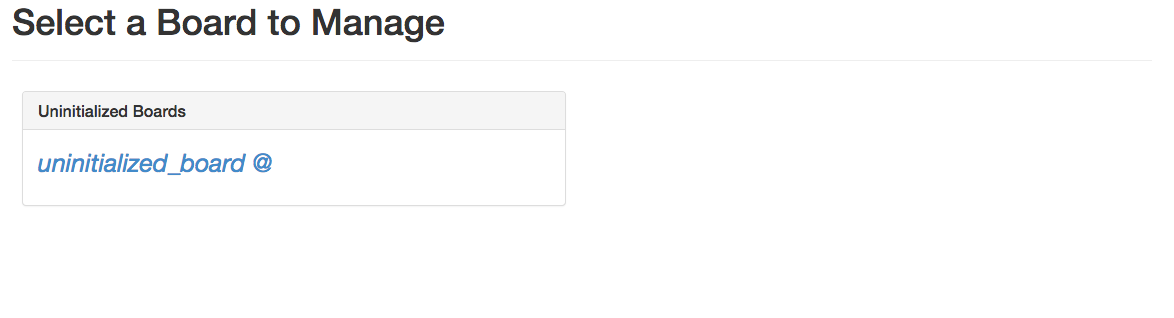 Select a Board to Manage
Uninitialized Boards
uninitialized_board @